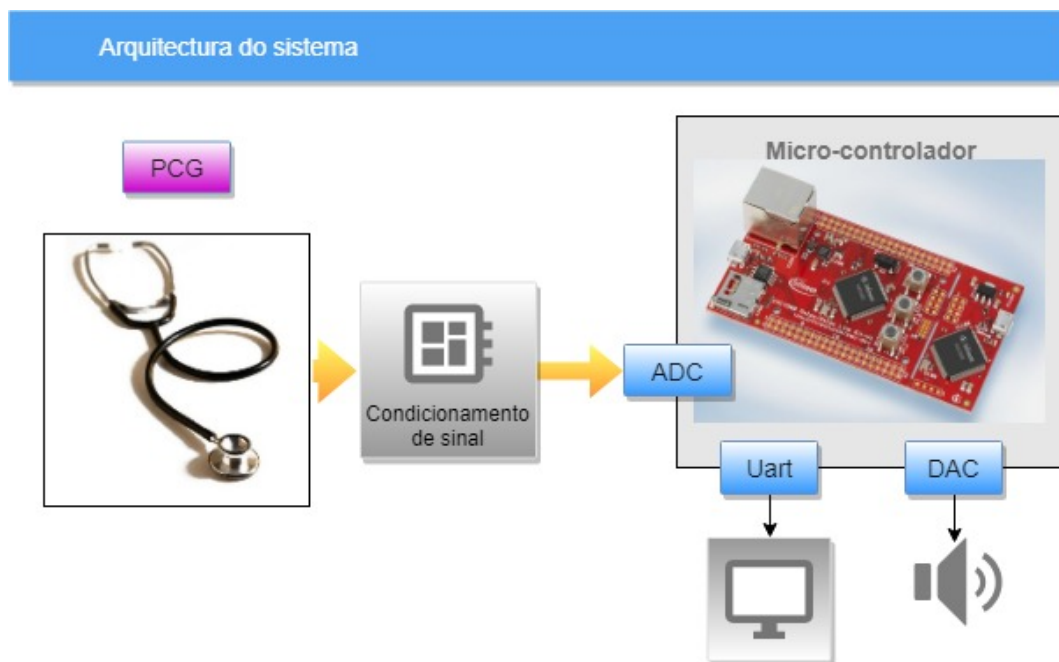 Arquitectura do sistema
PCG
Micro-controlador
ADC
Condicionamento
de sinal
Uart
DAC